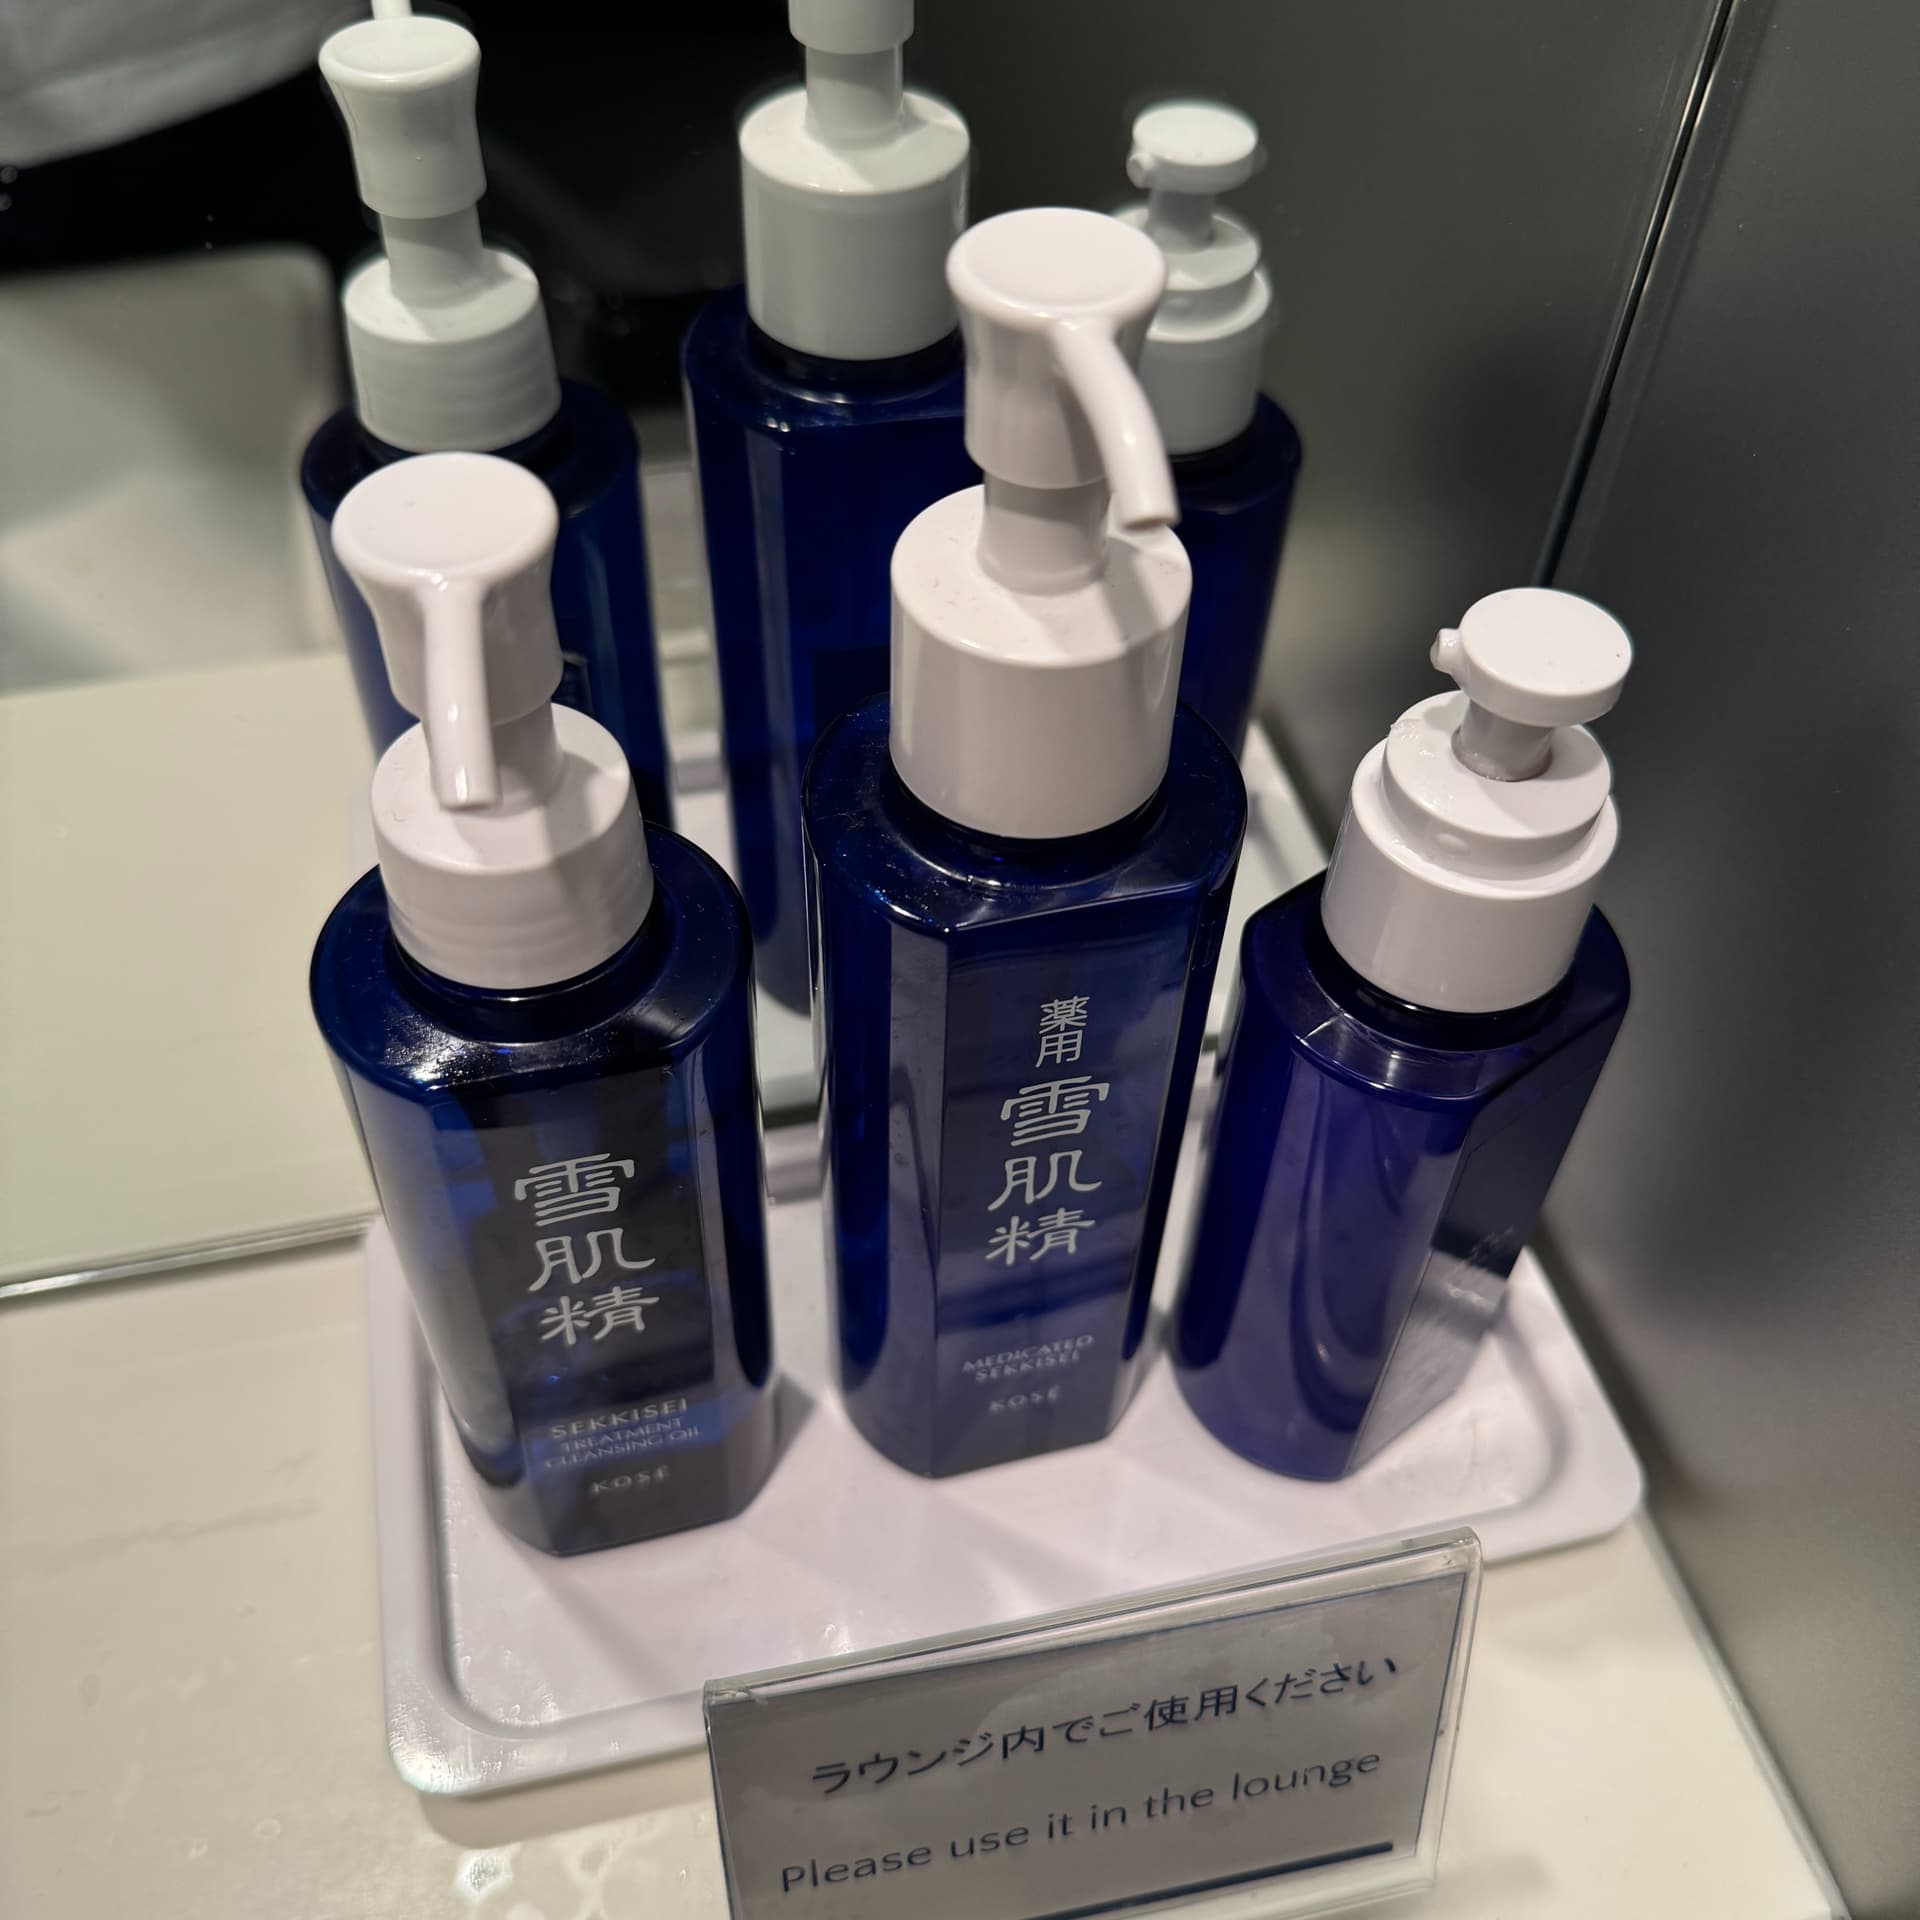 雪肌精
SEKKISEI
TREATMENT
CLEANSING OIL
KOSÉ
薬用
雪肌精
MEDICATED
SEKKISEI
KOSÉ
ラウンジ内でご使用ください
Please use it in the lounge